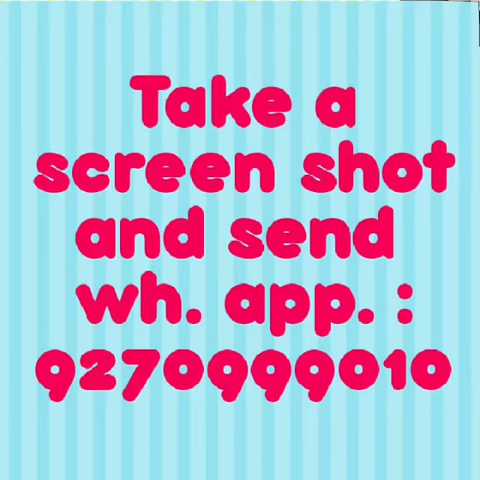 Take a
screen shot
and send
wh. app. :
9270999010